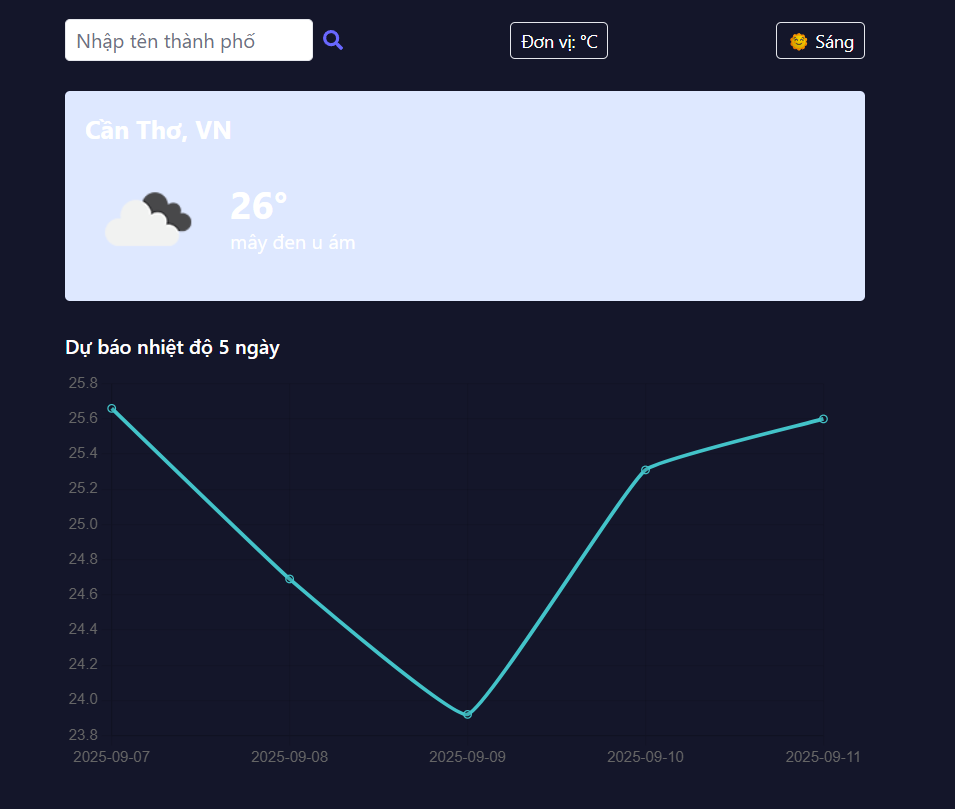 Nhập tên thành phố
Đơn vị: °C
🌞 Sáng
Cần Thơ, VN
26°
mây đen u ám
Dự báo nhiệt độ 5 ngày
25.8
25.6
25.4
25.2
25.0
24.8
24.6
24.4
24.2
24.0
23.8
2025-09-07
2025-09-08
2025-09-09
2025-09-10
2025-09-11